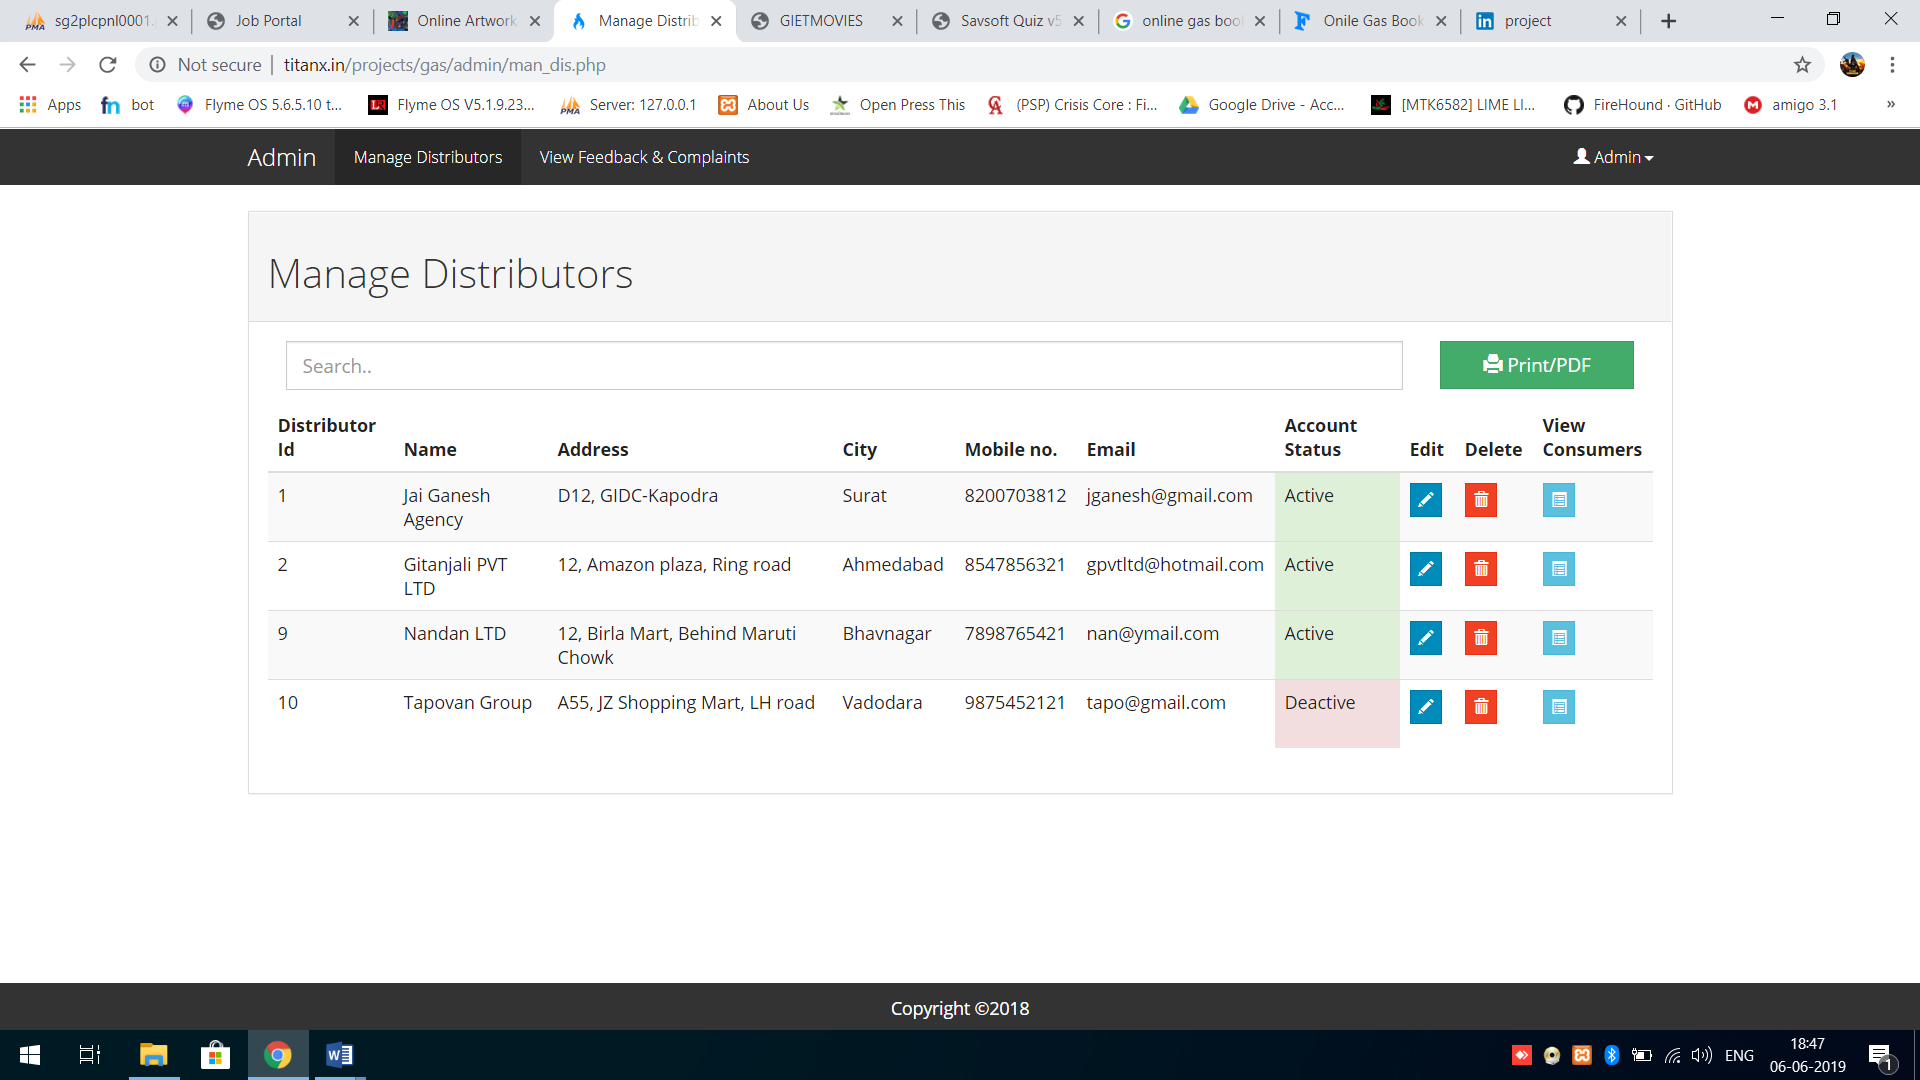 sg2plcpnl0001.
Job Portal
Online Artwork
Manage Distrib
GIETMOVIES
Savsoft Quiz v5
online gas boo
Onile Gas Book
project
Not secure
titanx.in/projects/gas/admin/man_dis.php
Apps
bot
Flyme OS 5.6.5.10 t...
Flyme OS V5.1.9.23...
Server: 127.0.0.1
About Us
Open Press This
(PSP) Crisis Core : Fi...
Google Drive - Acc...
[MTK6582] LIME LI...
FireHound · GitHub
amigo 3.1
»
Admin
Manage Distributors
View Feedback & Complaints
Admin
Manage Distributors
Search..
Print/PDF
Distributor Id
Name
Address
City
Mobile no.
Email
Account Status
Edit
Delete
View Consumers
1
Jai Ganesh Agency
D12, GIDC-Kapodra
Surat
8200703812
jganesh@gmail.com
Active
2
Gitanjali PVT LTD
12, Amazon plaza, Ring road
Ahmedabad
8547856321
gpvtltd@hotmail.com
Active
9
Nandan LTD
12, Birla Mart, Behind Maruti Chowk
Bhavnagar
7898765421
nan@ymail.com
Active
10
Tapovan Group
A55, JZ Shopping Mart, LH road
Vadodara
9875452121
tapo@gmail.com
Deactive
Copyright ©2018
ENG
18:47
06-06-2019
1